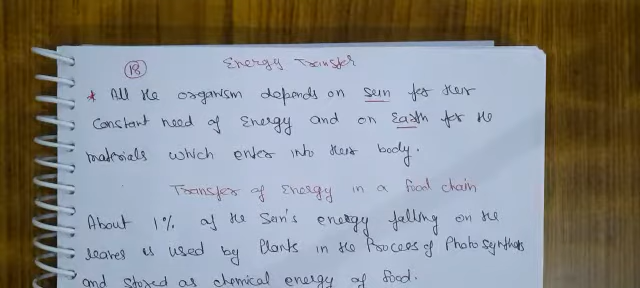 18
Energy Transfer
* All the organism depends on sun for their
constant need of Energy and on Earth for the
materials which enter into their body.
Transfer of Energy in a food chain
About 1% of the Sun's energy falling on the
leaves is used by Plants in the Process of Photosynthesis
and stored as chemical energy of food.